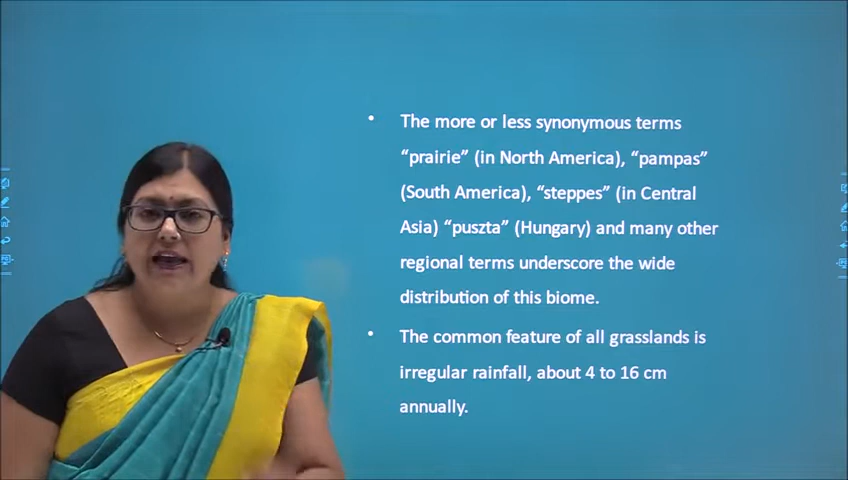 • The more or less synonymous terms
“prairie” (in North America), “pampas”
(South America), “steppes” (in Central
Asia) “puszta” (Hungary) and many other
regional terms underscore the wide
distribution of this biome.
• The common feature of all grasslands is
irregular rainfall, about 4 to 16 cm
annually.